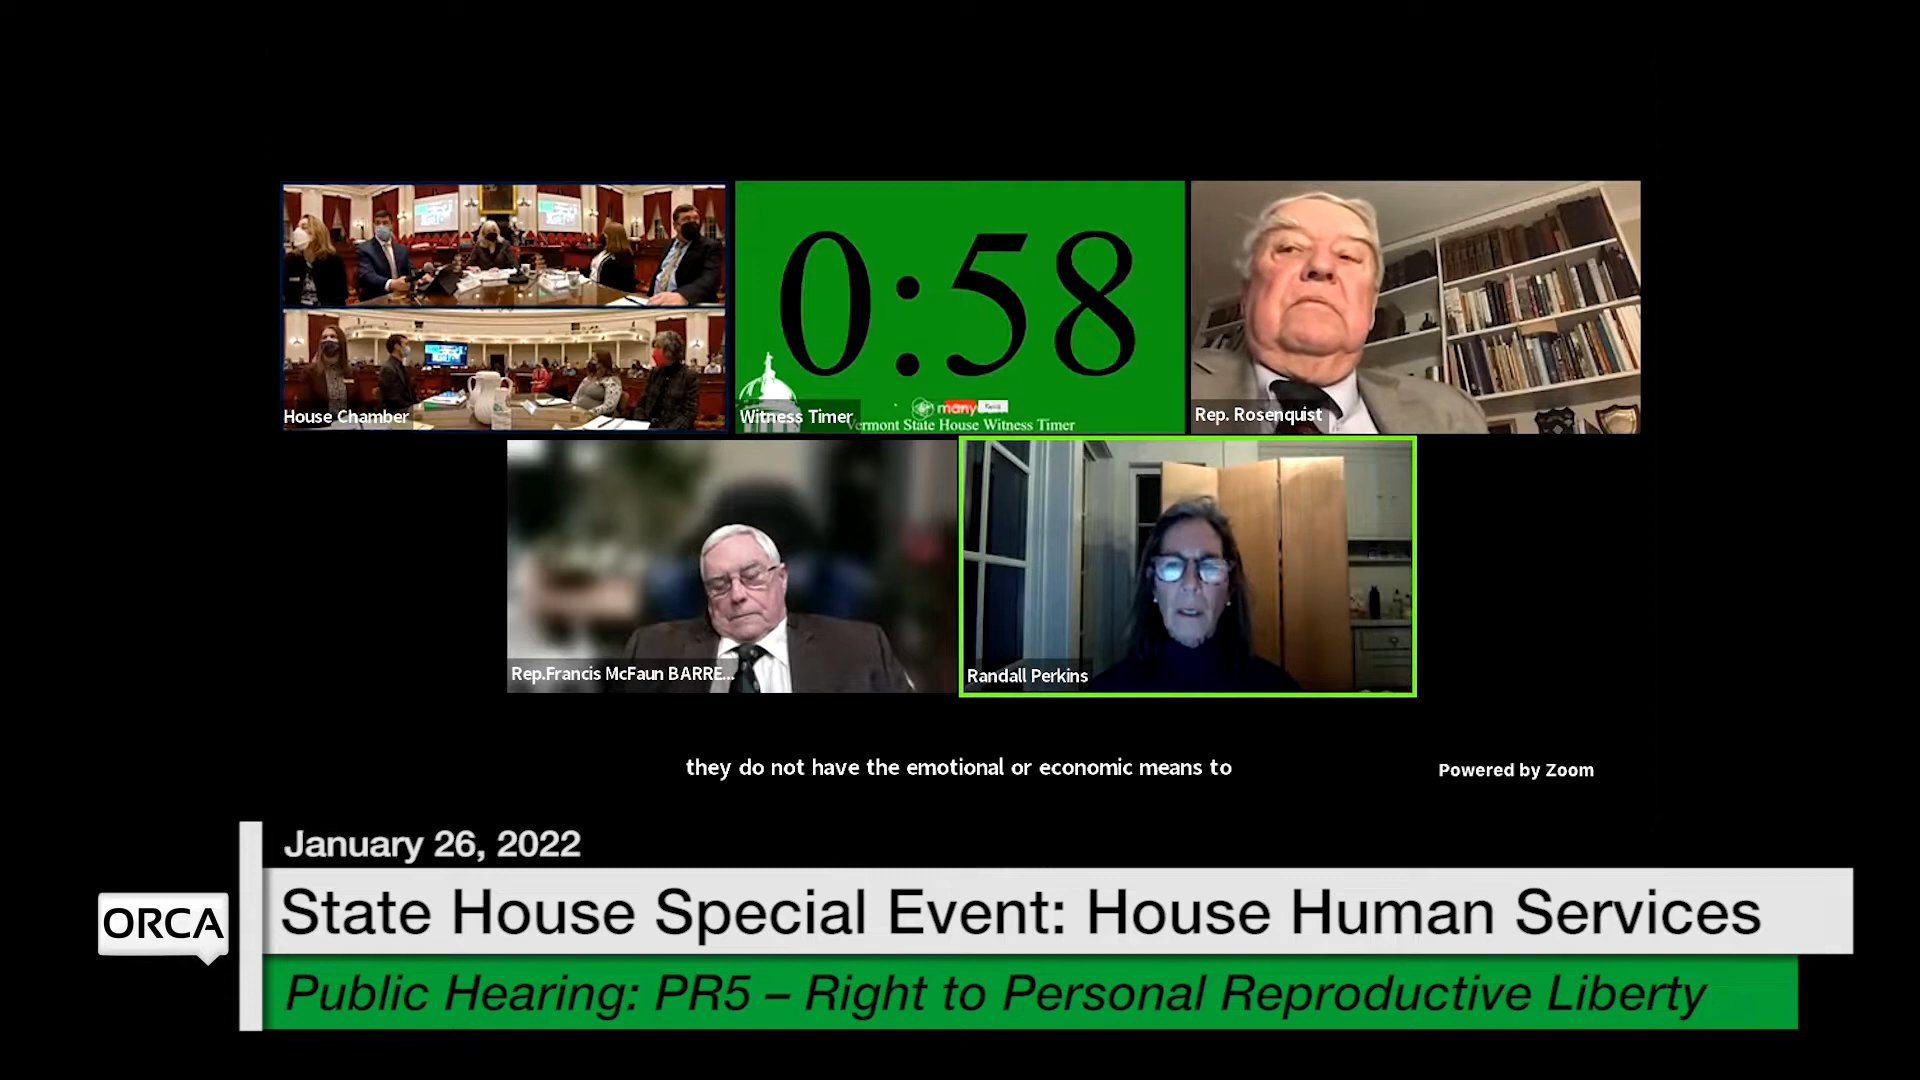 0:58
House Chamber
Witness Timer
many
Vermont State House Witness Timer
Rep. Rosenquist
Rep.Francis McFaun BARRE...
Randall Perkins
they do not have the emotional or economic means to
Powered by Zoom
January 26, 2022
ORCA
State House Special Event: House Human Services
Public Hearing: PR5 – Right to Personal Reproductive Liberty